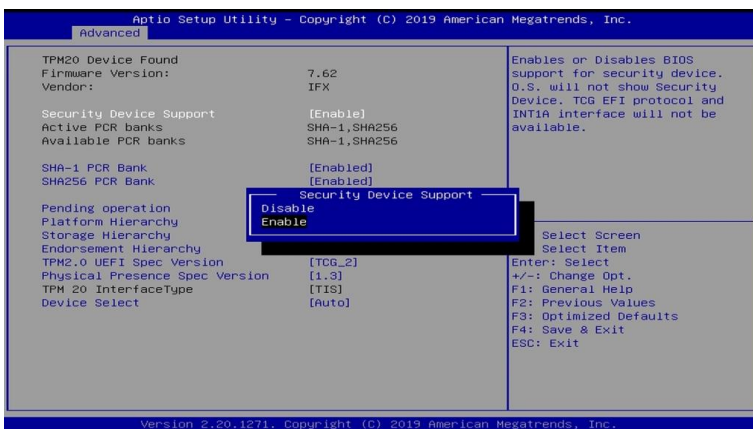 Aptio Setup Utility – Copyright (C) 2019 American Megatrends, Inc.
Advanced
TPM20 Device Found
Firmware Version: 7.62
Vendor: IFX
Security Device Support [Enable]
Active PCR banks SHA-1,SHA256
Available PCR banks SHA-1,SHA256
SHA-1 PCR Bank [Enabled]
SHA256 PCR Bank [Enabled]
Pending operation
Platform Hierarchy
Storage Hierarchy
Endorsement Hierarchy
TPM2.0 UEFI Spec Version [TCG_2]
Physical Presence Spec Version [1.3]
TPM 20 InterfaceType [TIS]
Device Select [Auto]
Security Device Support
Disable
Enable
Enables or Disables BIOS
support for security device.
O.S. will not show Security
Device. TCG EFI protocol and
INT1A interface will not be
available.
Select Screen
Select Item
Enter: Select
+/-: Change Opt.
F1: General Help
F2: Previous Values
F3: Optimized Defaults
F4: Save & Exit
ESC: Exit
Version 2.20.1271. Copyright (C) 2019 American Megatrends, Inc.